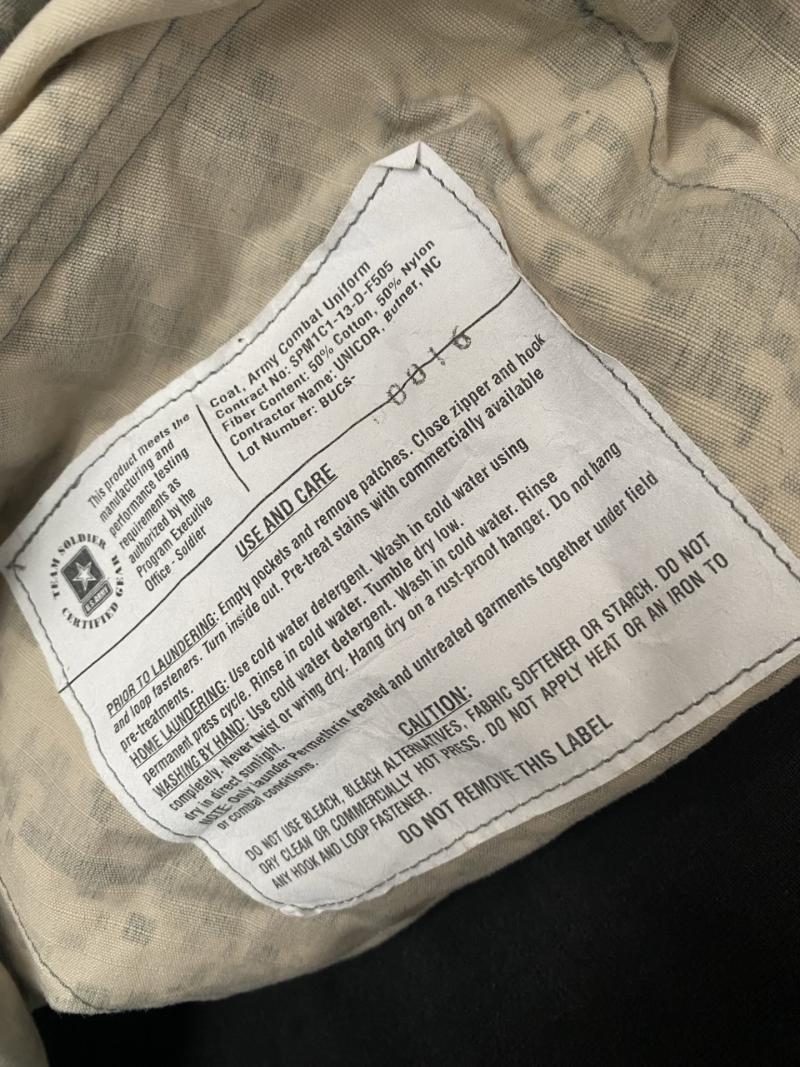 TEAM SOLDIER
CERTIFIED GEAR
U.S.ARMY
This product meets the
manufacturing and
performance testing
requirements as
authorized by the
Program Executive
Office - Soldier
Coat, Army Combat Uniform
Contract No: SPM1C1-13-D-F505
Fiber Content: 50% Cotton, 50% Nylon
Contractor Name: UNICOR, Butner, NC
Lot Number: BUCS-
0016
USE AND CARE
PRIOR TO LAUNDERING: Empty pockets and remove patches. Close zipper and hook
and loop fasteners. Turn inside out. Pre-treat stains with commercially available
pre-treatments.
HOME LAUNDERING: Use cold water detergent. Wash in cold water using
permanent press cycle. Rinse in cold water. Tumble dry low.
WASHING BY HAND: Use cold water detergent. Wash in cold water. Rinse
completely. Never twist or wring dry. Hang dry on a rust-proof hanger. Do not hang
dry in direct sunlight.
NOTE: Only launder Permethrin treated and untreated garments together under field
or combat conditions.
CAUTION:
DO NOT USE BLEACH, BLEACH ALTERNATIVES, FABRIC SOFTENER OR STARCH. DO NOT
DRY CLEAN OR COMMERCIALLY HOT PRESS. DO NOT APPLY HEAT OR AN IRON TO
ANY HOOK AND LOOP FASTENER.
DO NOT REMOVE THIS LABEL